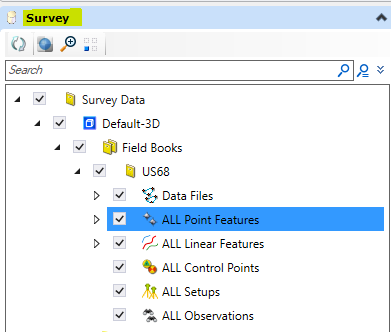 Survey
Search
Survey Data
Default-3D
Field Books
US68
Data Files
ALL Point Features
ALL Linear Features
ALL Control Points
ALL Setups
ALL Observations